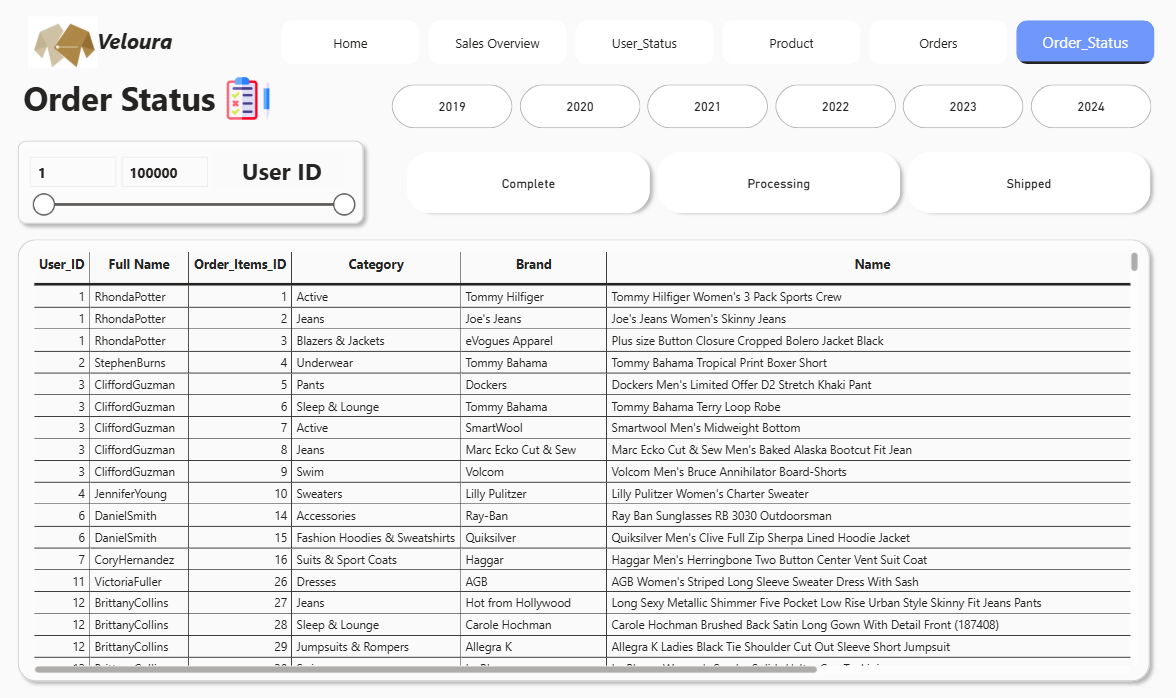 Veloura
Home Sales Overview User_Status Product Orders Order_Status
Order Status
2019 2020 2021 2022 2023 2024
1 100000 User ID
Complete Processing Shipped
User_ID Full Name Order_Items_ID Category Brand Name
1 RhondaPotter 1 Active Tommy Hilfiger Tommy Hilfiger Women's 3 Pack Sports Crew
1 RhondaPotter 2 Jeans Joe's Jeans Joe's Jeans Women's Skinny Jeans
1 RhondaPotter 3 Blazers & Jackets eVogues Apparel Plus size Button Closure Cropped Bolero Jacket Black
2 StephenBurns 4 Underwear Tommy Bahama Tommy Bahama Tropical Print Boxer Short
3 CliffordGuzman 5 Pants Dockers Dockers Men's Limited Offer D2 Stretch Khaki Pant
3 CliffordGuzman 6 Sleep & Lounge Tommy Bahama Tommy Bahama Terry Loop Robe
3 CliffordGuzman 7 Active SmartWool Smartwool Men's Midweight Bottom
3 CliffordGuzman 8 Jeans Marc Ecko Cut & Sew Marc Ecko Cut & Sew Men's Baked Alaska Bootcut Fit Jean
3 CliffordGuzman 9 Swim Volcom Volcom Men's Bruce Annihilator Board-Shorts
4 JenniferYoung 10 Sweaters Lilly Pulitzer Lilly Pulitzer Women's Charter Sweater
6 DanielSmith 14 Accessories Ray-Ban Ray Ban Sunglasses RB 3030 Outdoorsman
6 DanielSmith 15 Fashion Hoodies & Sweatshirts Quiksilver Quiksilver Men's Clive Full Zip Sherpa Lined Hoodie Jacket
7 CoryHernandez 16 Suits & Sport Coats Haggar Haggar Men's Herringbone Two Button Center Vent Suit Coat
11 VictoriaFuller 26 Dresses AGB AGB Women's Striped Long Sleeve Sweater Dress With Sash
12 BrittanyCollins 27 Jeans Hot from Hollywood Long Sexy Metallic Shimmer Five Pocket Low Rise Urban Style Skinny Fit Jeans Pants
12 BrittanyCollins 28 Sleep & Lounge Carole Hochman Carole Hochman Brushed Back Satin Long Gown With Detail Front (187408)
12 BrittanyCollins 29 Jumpsuits & Rompers Allegra K Allegra K Ladies Black Tie Shoulder Cut Out Sleeve Short Jumpsuit